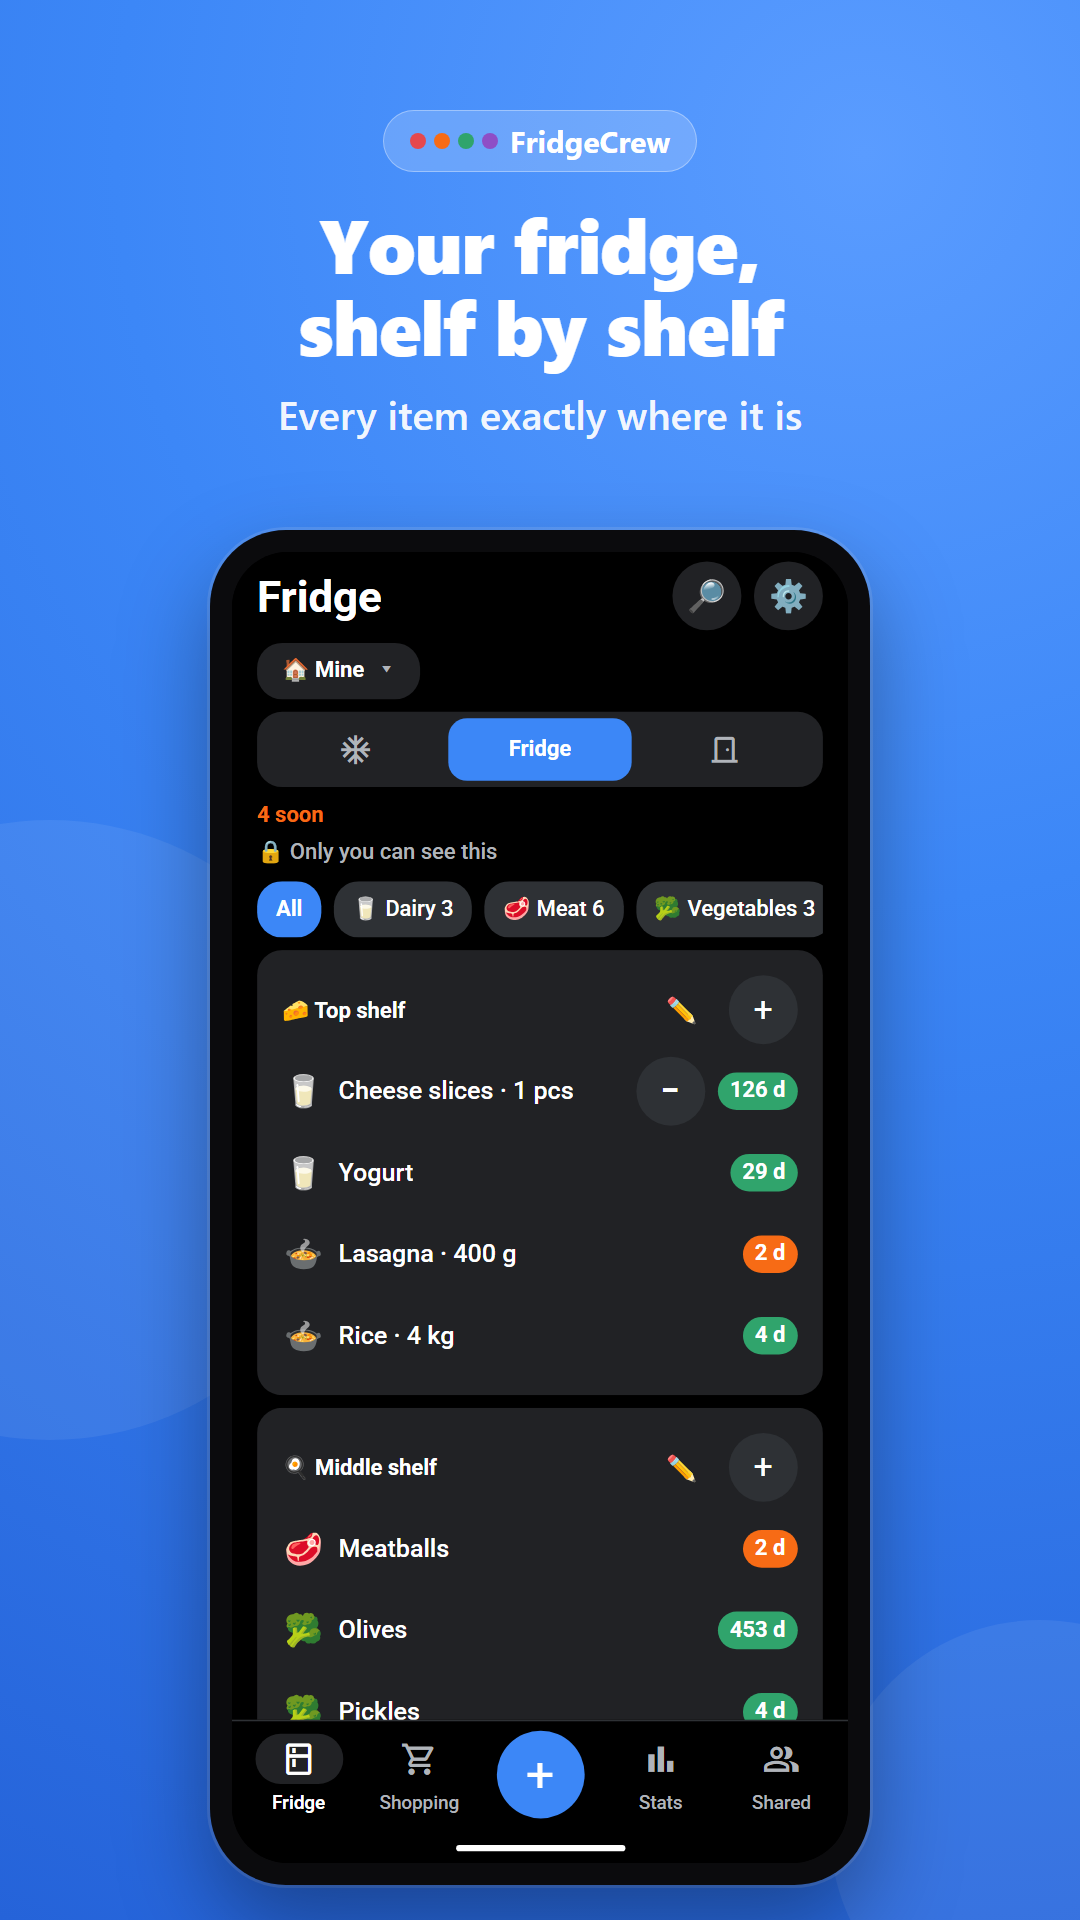 FridgeCrew
Your fridge,
shelf by shelf
Every item exactly where it is
Fridge
Mine
Fridge
4 soon
Only you can see this
All Dairy 3 Meat 6 Vegetables 3
Top shelf +
Cheese slices · 1 pcs − 126 d
Yogurt 29 d
Lasagna · 400 g 2 d
Rice · 4 kg 4 d
Middle shelf +
Meatballs 2 d
Olives 453 d
Pickles 4 d
+
Fridge Shopping Stats Shared